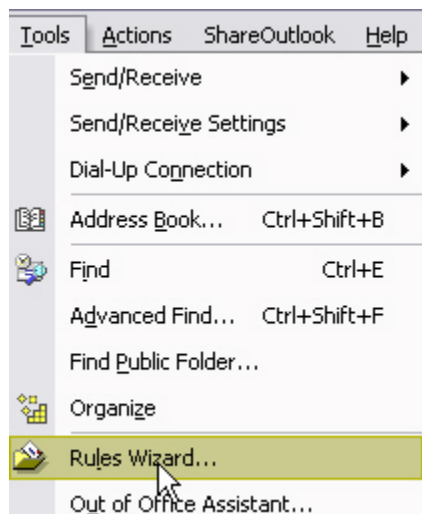 Tools Actions ShareOutlook Help
Send/Receive
Send/Receive Settings
Dial-Up Connection
Address Book... Ctrl+Shift+B
Find Ctrl+E
Advanced Find... Ctrl+Shift+F
Find Public Folder...
Organize
Rules Wizard...
Out of Office Assistant...